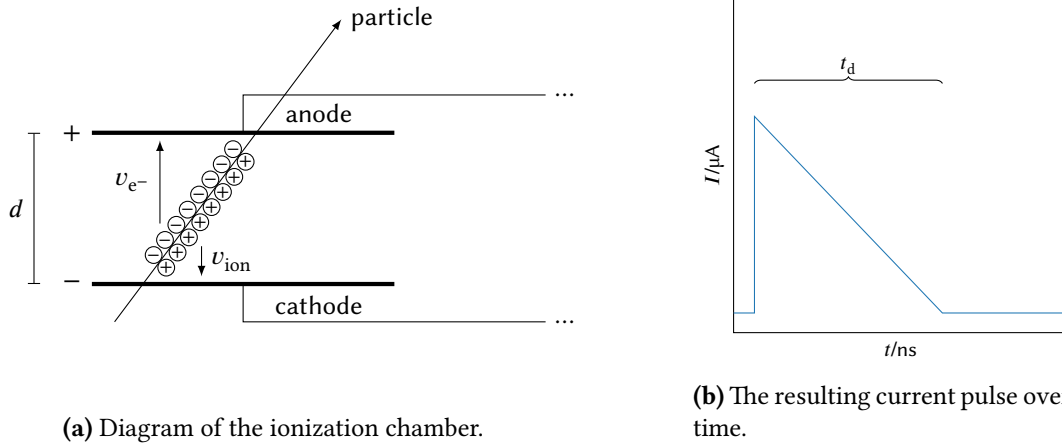 particle
...
anode
+
v_e⁻
d
v_ion
−
cathode
...
(a) Diagram of the ionization chamber.
t_d
I/µA
t/ns
(b) The resulting current pulse over
time.